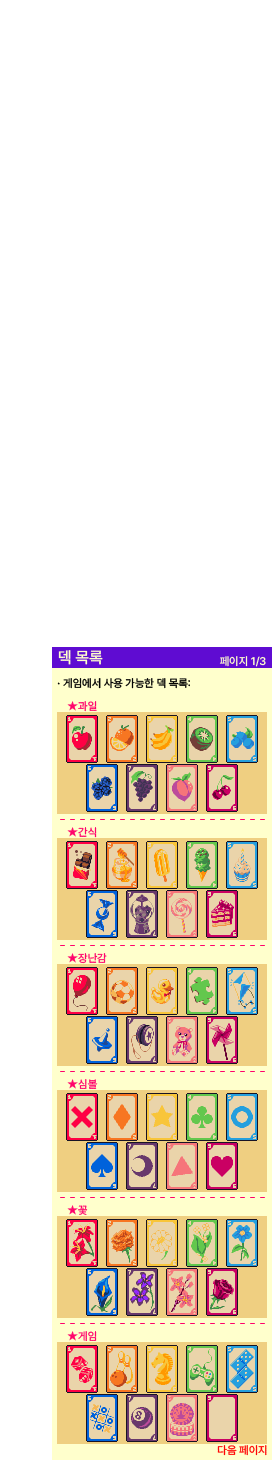 덱 목록
페이지 1/3
· 게임에서 사용 가능한 덱 목록:
★과일
★간식
★장난감
★심볼
★꽃
★게임
다음 페이지